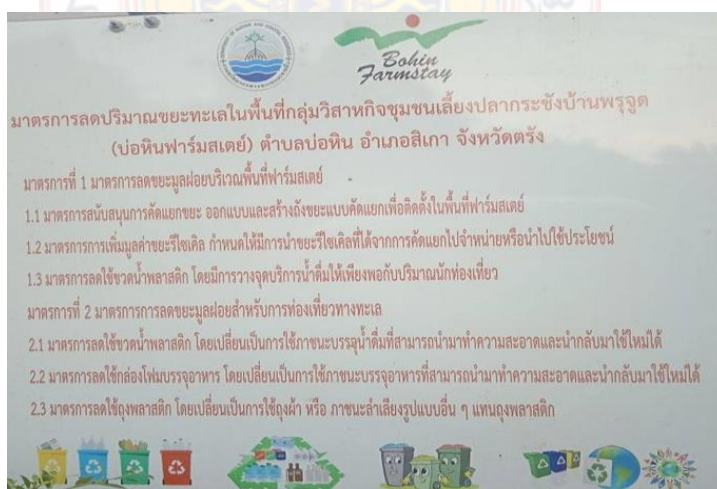 Bohin
Farmstay
มาตรการลดปริมาณขยะทะเลในพื้นที่กลุ่มวิสาหกิจชุมชนเลี้ยงปลากระชังบ้านพรุจูด
(บ่อหินฟาร์มสเตย์) ตำบลบ่อหิน อำเภอสิเกา จังหวัดตรัง
มาตรการที่ 1 มาตรการลดขยะมูลฝอยบริเวณพื้นที่ฟาร์มสเตย์
1.1 มาตรการสนับสนุนการคัดแยกขยะ ออกแบบและสร้างถังขยะแบบคัดแยกเพื่อติดตั้งในพื้นที่ฟาร์มสเตย์
1.2 มาตรการการเพิ่มมูลค่าขยะรีไซเคิล กำหนดให้มีการนำขยะรีไซเคิลที่ได้จากการคัดแยกไปจำหน่ายหรือนำไปใช้ประโยชน์
1.3 มาตรการลดใช้ขวดน้ำพลาสติก โดยมีการวางจุดบริการน้ำดื่มให้เพียงพอกับปริมาณนักท่องเที่ยว
มาตรการที่ 2 มาตรการการลดขยะมูลฝอยสำหรับการท่องเที่ยวทางทะเล
2.1 มาตรการลดใช้ขวดน้ำพลาสติก โดยเปลี่ยนเป็นการใช้ภาชนะบรรจุน้ำดื่มที่สามารถนำมาทำความสะอาดและนำกลับมาใช้ใหม่ได้
2.2 มาตรการลดใช้กล่องโฟมบรรจุอาหาร โดยเปลี่ยนเป็นการใช้ภาชนะบรรจุอาหารที่สามารถนำมาทำความสะอาดและนำกลับมาใช้ใหม่ได้
2.3 มาตรการลดใช้ถุงพลาสติก โดยเปลี่ยนเป็นการใช้ถุงผ้า หรือ ภาชนะลำเลียงรูปแบบอื่น ๆ แทนถุงพลาสติก